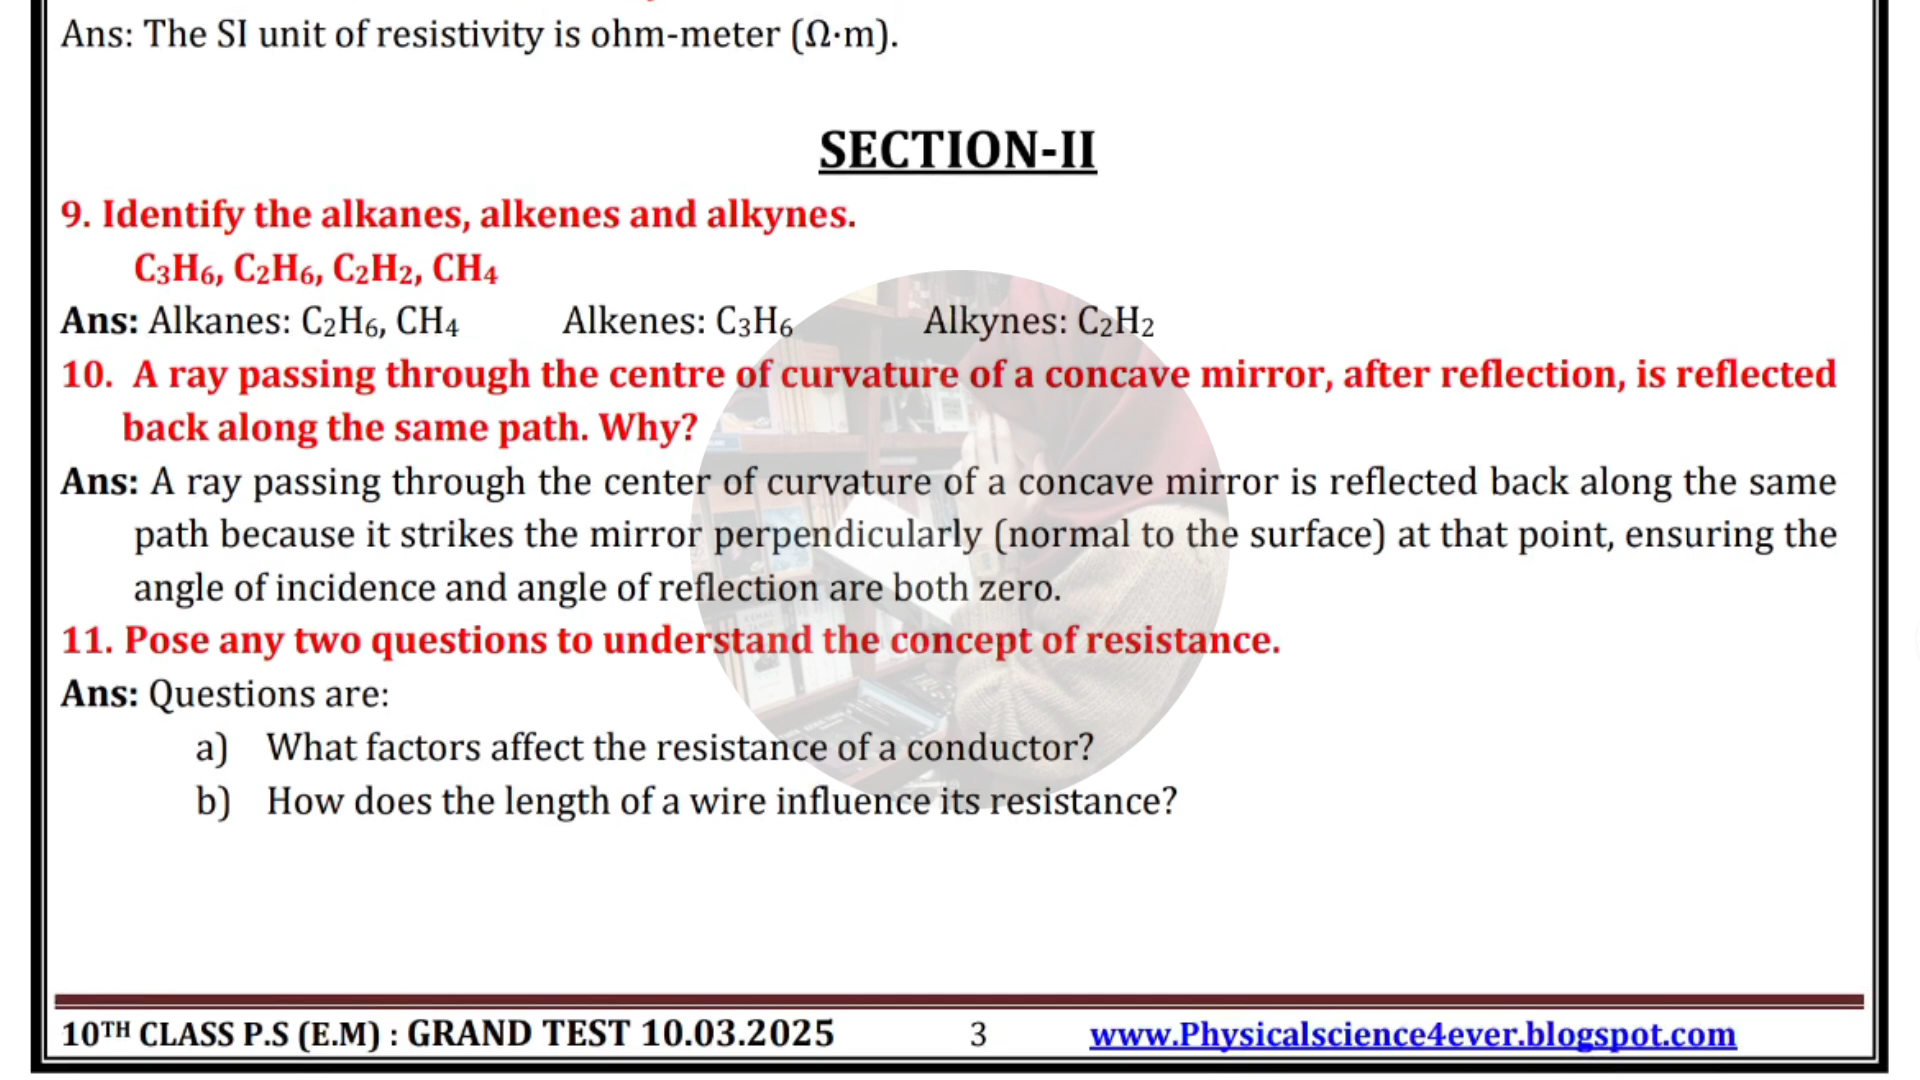 Ans: The SI unit of resistivity is ohm-meter (Ω·m).
SECTION-II
9. Identify the alkanes, alkenes and alkynes.
C₃H₆, C₂H₆, C₂H₂, CH₄
Ans: Alkanes: C₂H₆, CH₄ Alkenes: C₃H₆ Alkynes: C₂H₂
10. A ray passing through the centre of curvature of a concave mirror, after reflection, is reflected
back along the same path. Why?
Ans: A ray passing through the center of curvature of a concave mirror is reflected back along the same
path because it strikes the mirror perpendicularly (normal to the surface) at that point, ensuring the
angle of incidence and angle of reflection are both zero.
11. Pose any two questions to understand the concept of resistance.
Ans: Questions are:
a) What factors affect the resistance of a conductor?
b) How does the length of a wire influence its resistance?
10TH CLASS P.S (E.M) : GRAND TEST 10.03.2025 3 www.Physicalscience4ever.blogspot.com